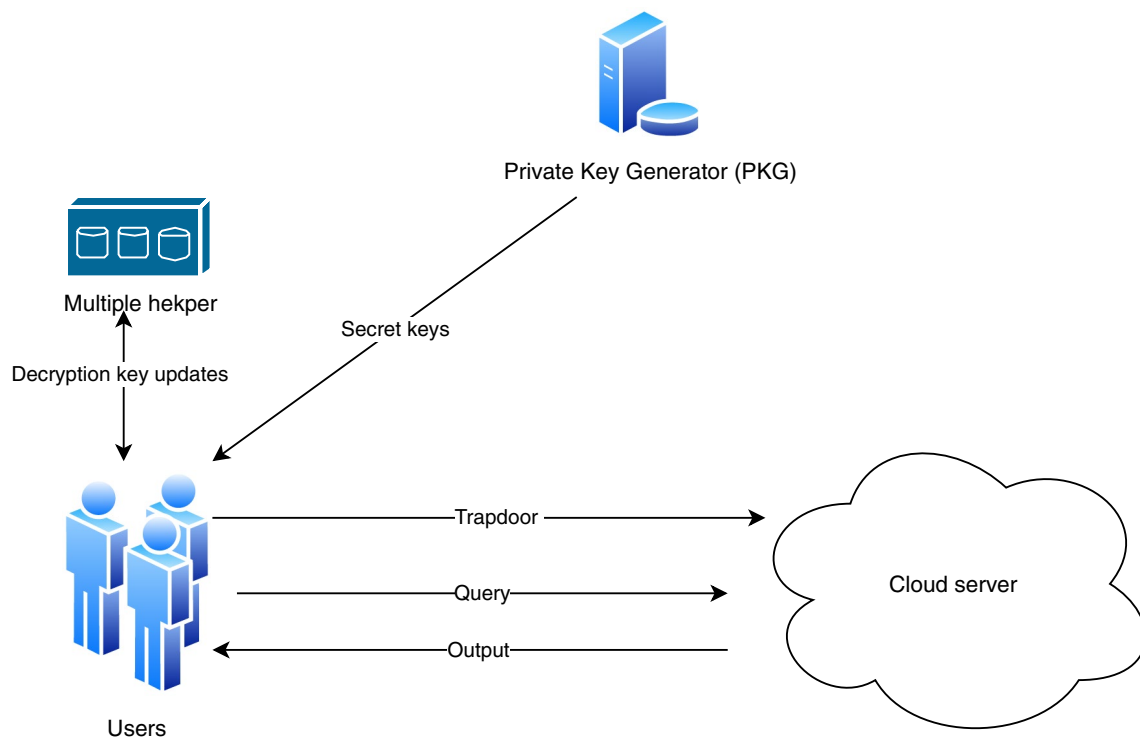 Private Key Generator (PKG)
Multiple hekper
Secret keys
Decryption key updates
Trapdoor
Query
Cloud server
Output
Users